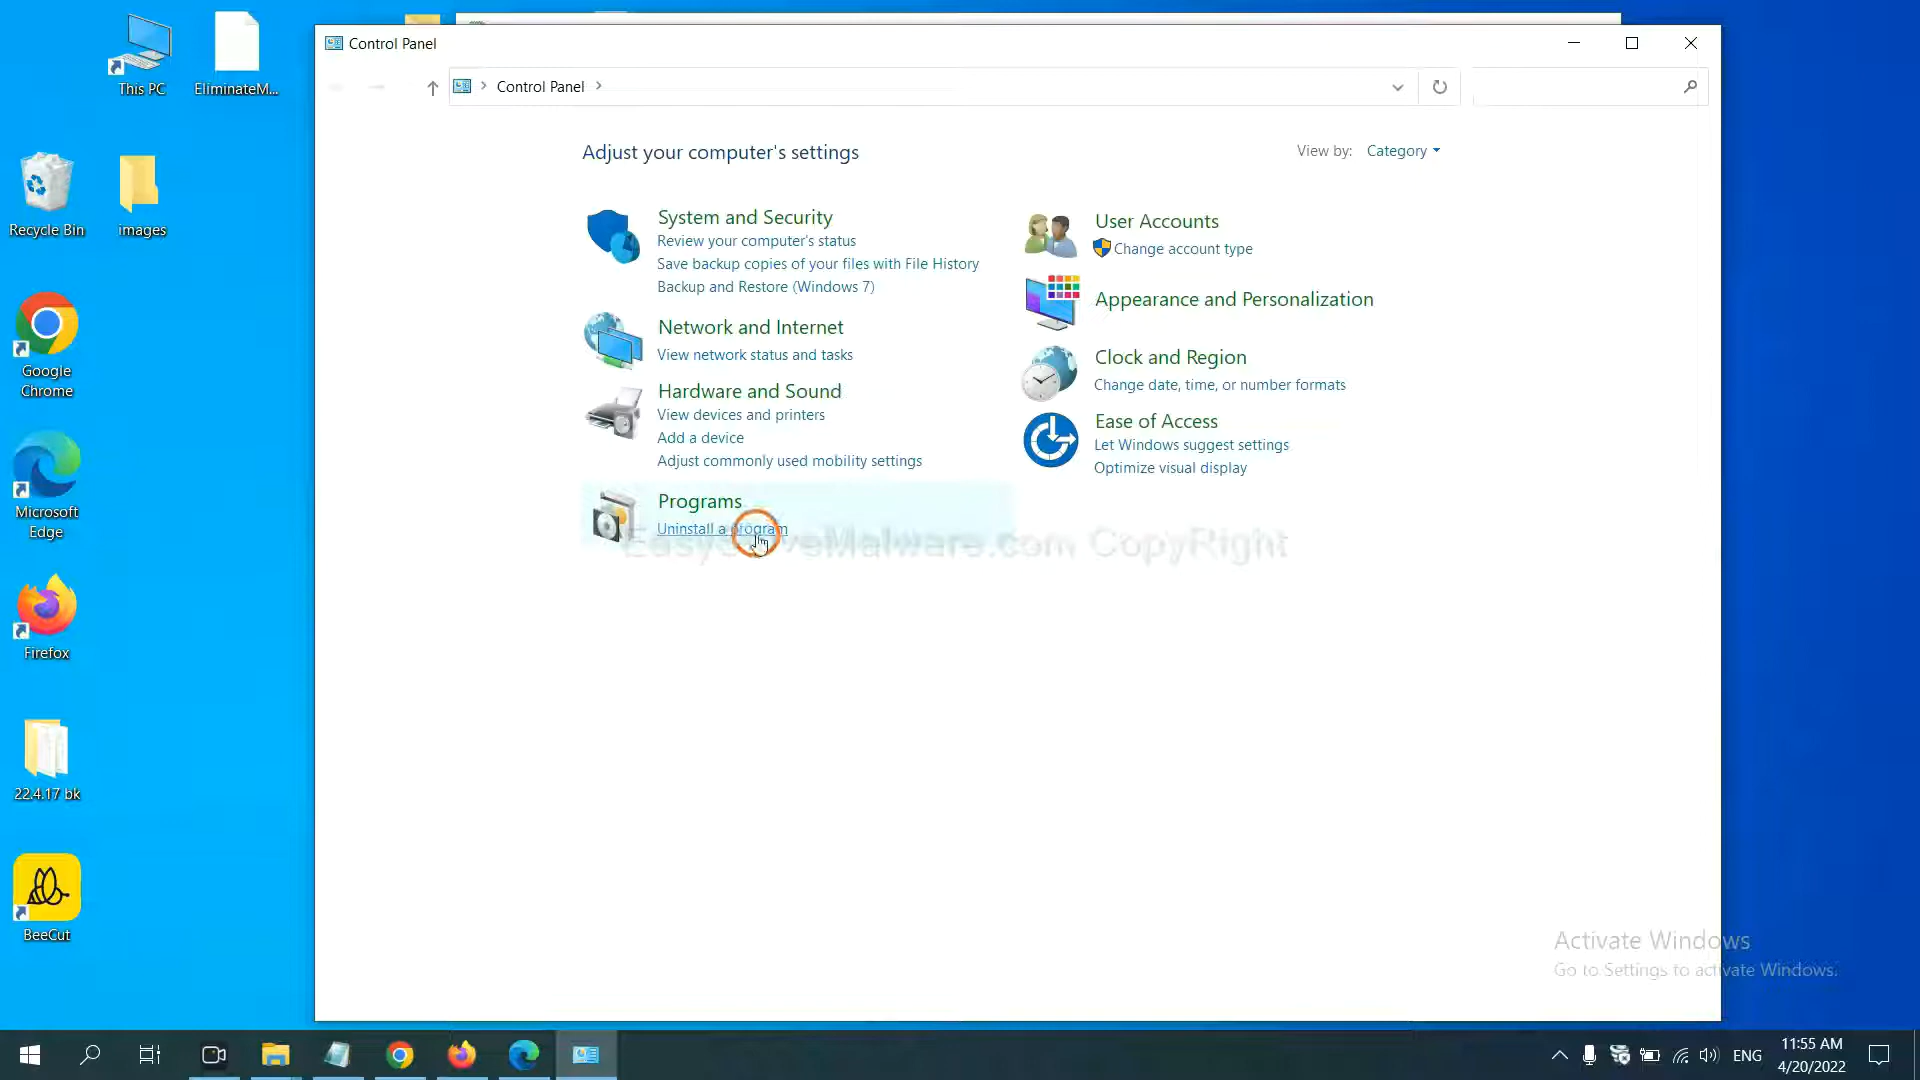 This PC
EliminateM...
Recycle Bin
images
Google
Chrome
Microsoft
Edge
Firefox
22.4.17 bk
BeeCut
Control Panel
Control Panel
Adjust your computer's settings
View by: Category
System and Security
Review your computer's status
Save backup copies of your files with File History
Backup and Restore (Windows 7)
Network and Internet
View network status and tasks
Hardware and Sound
View devices and printers
Add a device
Adjust commonly used mobility settings
Programs
Uninstall a program
User Accounts
Change account type
Appearance and Personalization
Clock and Region
Change date, time, or number formats
Ease of Access
Let Windows suggest settings
Optimize visual display
CopyRight
Activate Windows
Go to Settings to activate Windows.
ENG
11:55 AM
4/20/2022